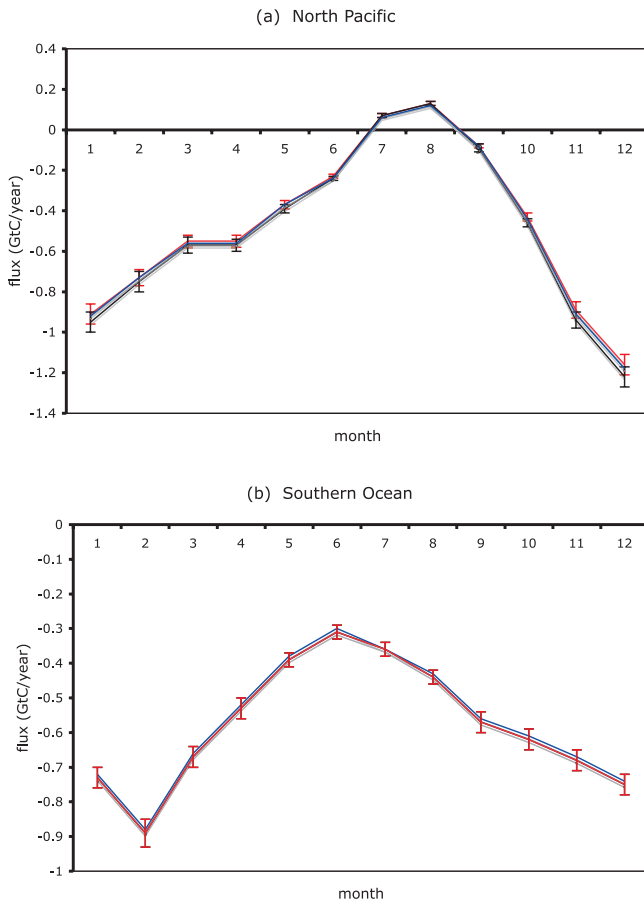 (a) North Pacific
0.4
0.2
0
1 2 3 4 5 6 7 8 9 10 11 12
-0.2
-0.4
-0.6
-0.8
-1
-1.2
-1.4
flux (GtC/year)
month
(b) Southern Ocean
0
1 2 3 4 5 6 7 8 9 10 11 12
-0.1
-0.2
-0.3
-0.4
-0.5
-0.6
-0.7
-0.8
-0.9
-1
flux (GtC/year)
month